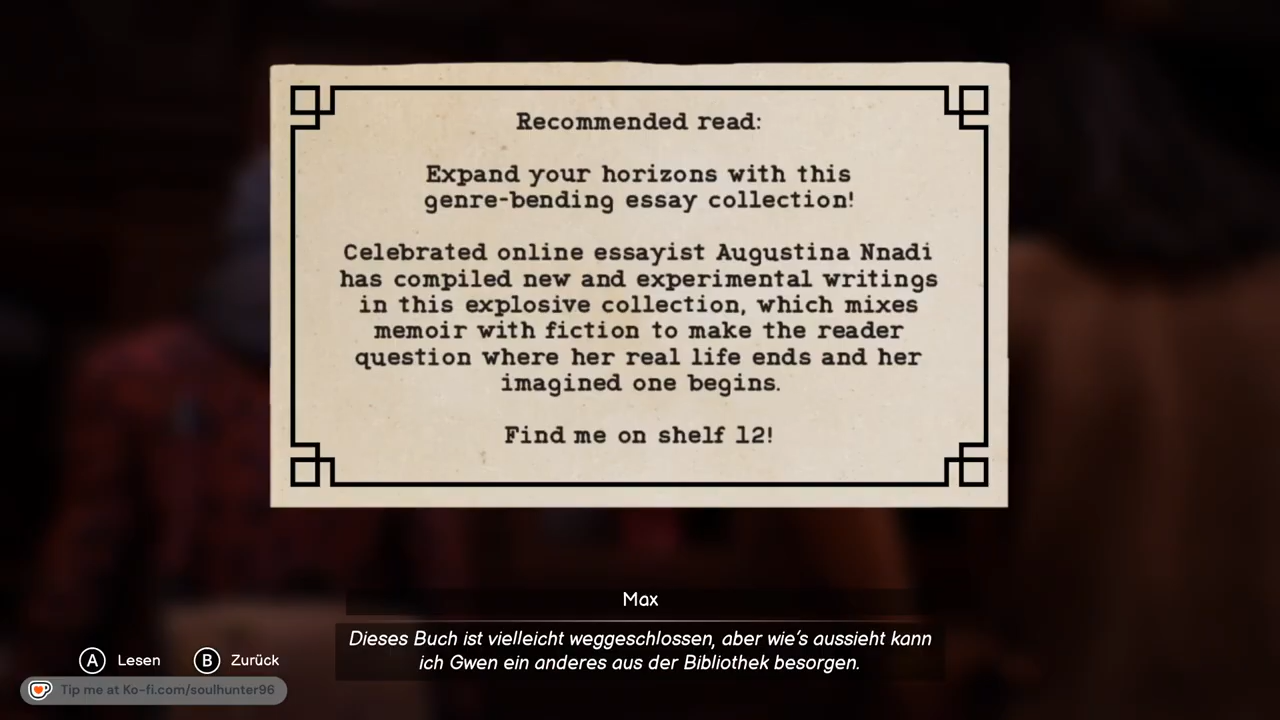 Recommended read:
Expand your horizons with this
genre-bending essay collection!
Celebrated online essayist Augustina Nnadi
has compiled new and experimental writings
in this explosive collection, which mixes
memoir with fiction to make the reader
question where her real life ends and her
imagined one begins.
Find me on shelf 12!
Max
Dieses Buch ist vielleicht weggeschlossen, aber wie's aussieht kann
ich Gwen ein anderes aus der Bibliothek besorgen.
A Lesen B Zurück
Tip me at Ko-fi.com/soulhunter96